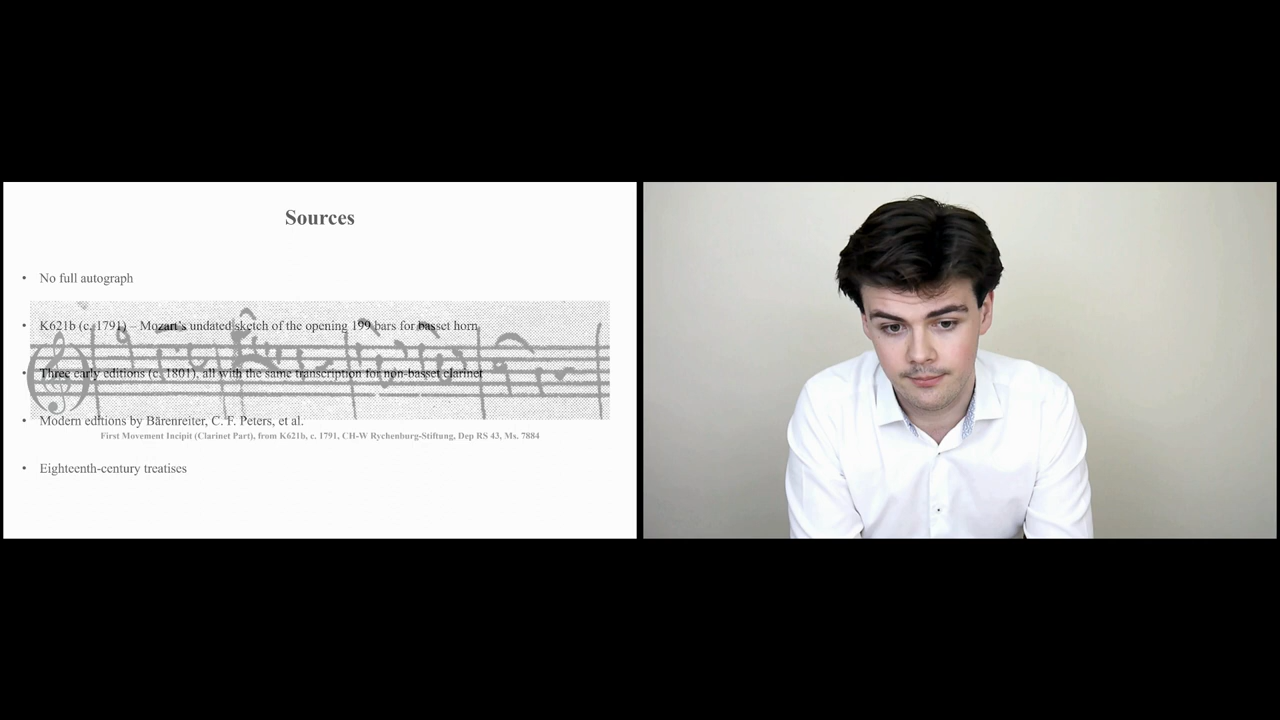 Sources
• No full autograph
• K621b (c. 1791) – Mozart's undated sketch of the opening 199 bars for basset horn
• Three early editions (c. 1801), all with the same transcription for non-basset clarinet
• Modern editions by Bärenreiter, C. F. Peters, et al.
First Movement Incipit (Clarinet Part), from K621b, c. 1791, CH-W Rychenburg-Stiftung, Dep RS 43, Ms. 7884
• Eighteenth-century treatises